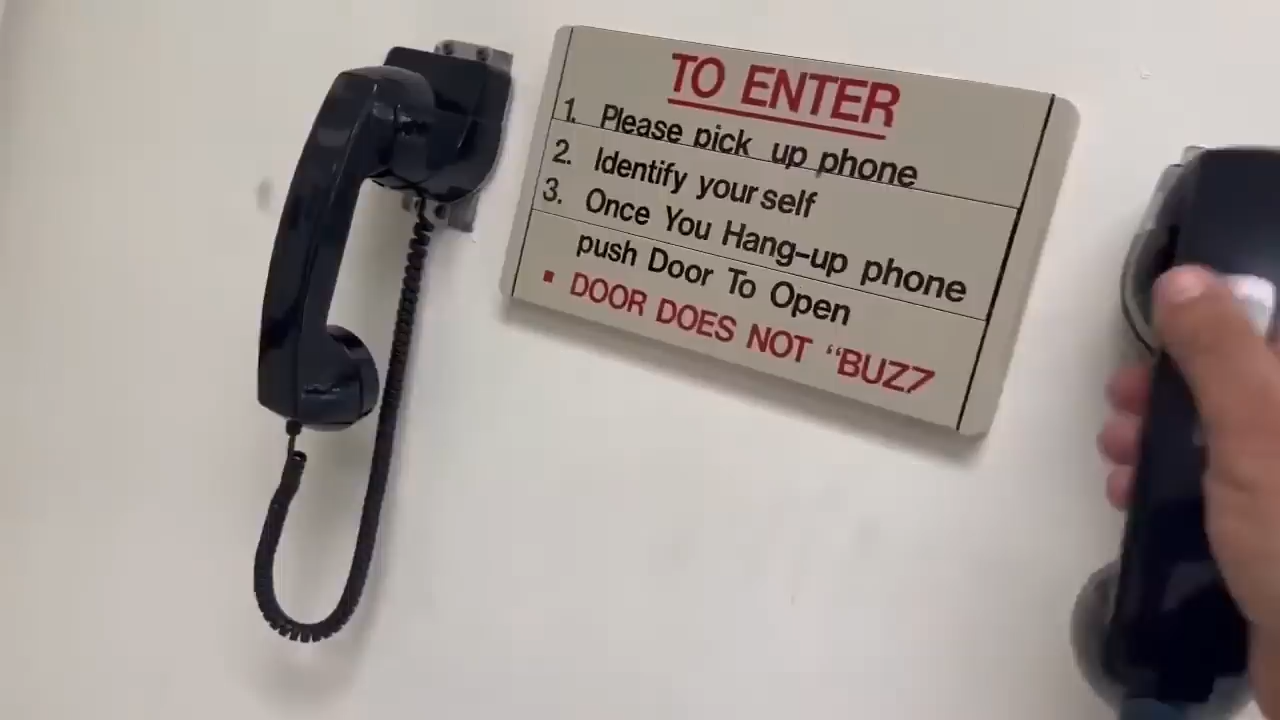 TO ENTER
1. Please pick up phone
2. Identify your self
3. Once You Hang-up phone
push Door To Open
▪ DOOR DOES NOT “BUZZ